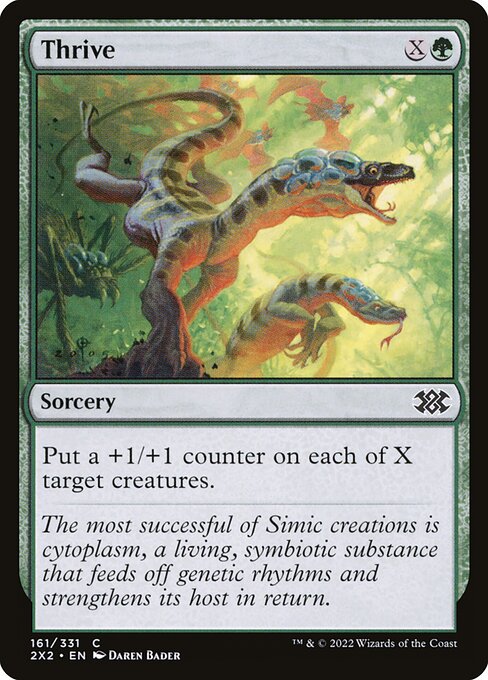 Thrive X
Sorcery
Put a +1/+1 counter on each of X
target creatures.
The most successful of Simic creations is
cytoplasm, a living, symbiotic substance
that feeds off genetic rhythms and
strengthens its host in return.
161/331 C
2X2 • EN Daren Bader
™ & © 2022 Wizards of the Coast